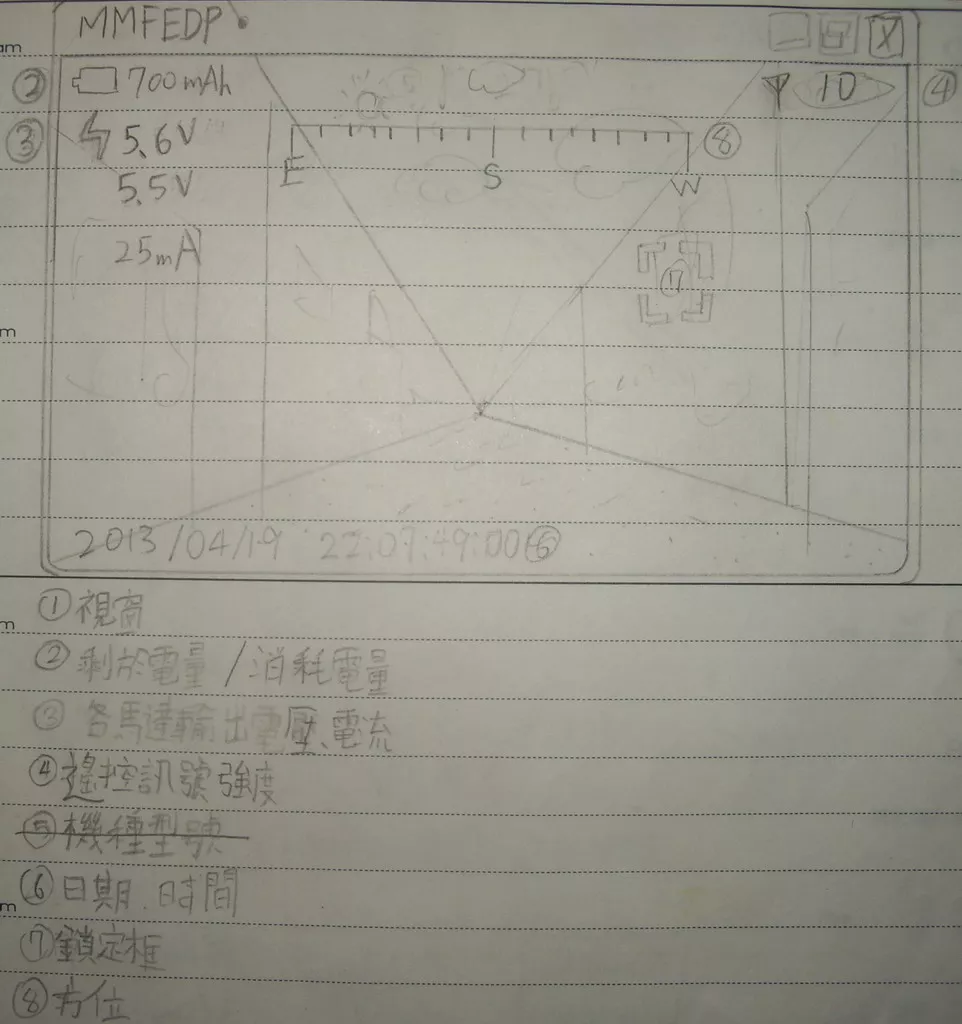 MMFEDP
② 700mAh 10 ④
③ 5.6V ⑧
E S W
5.5V
25mA
⑦
2013/04/19 22:07:49:00 ⑥
①視窗
②剩於電量/消耗電量
③各馬達輸出電壓、電流
④遙控訊號強度
⑤機種型號
⑥日期.時間
⑦鎖定框
⑧方位